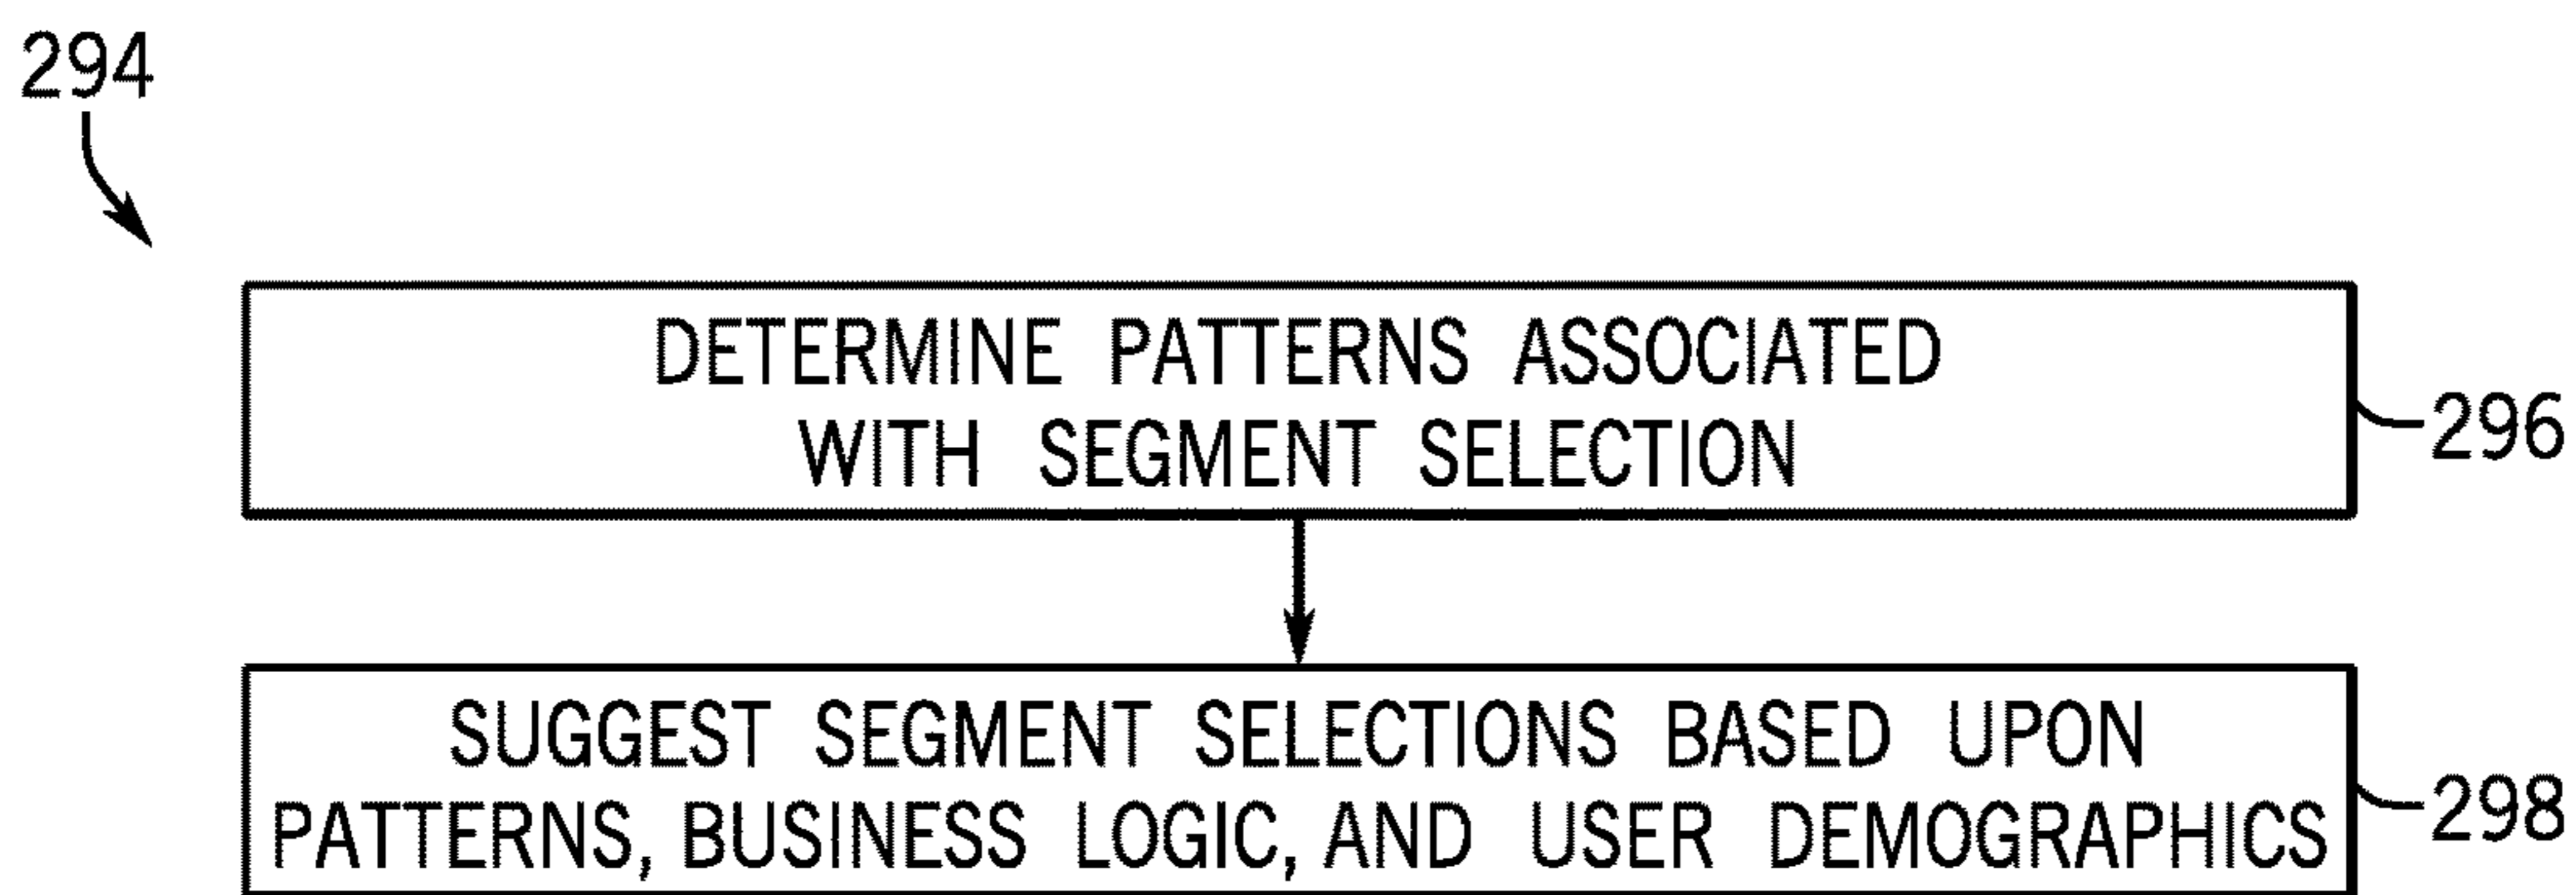 294
DETERMINE PATTERNS ASSOCIATED
WITH SEGMENT SELECTION
296
SUGGEST SEGMENT SELECTIONS BASED UPON
PATTERNS, BUSINESS LOGIC, AND USER DEMOGRAPHICS
298